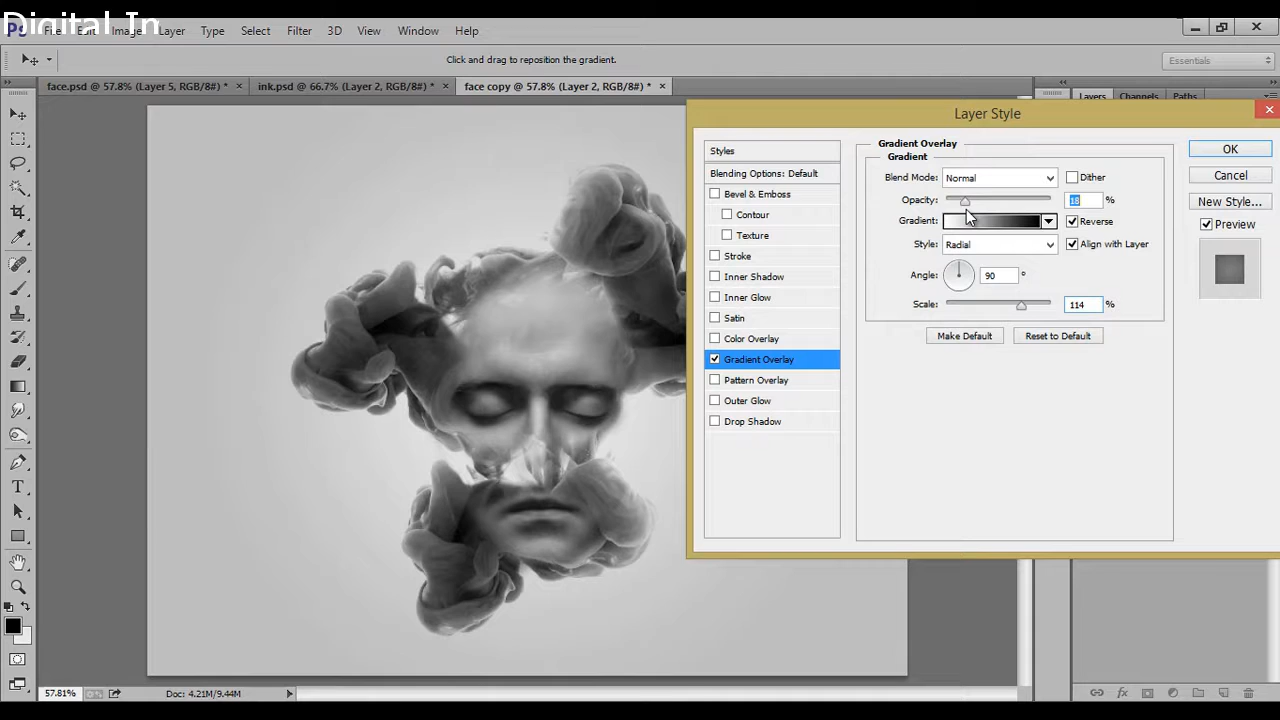 Digital In
Ps File Edit Image Layer Type Select Filter 3D View Window Help
Click and drag to reposition the gradient.
Essentials
face.psd @ 57.8% (Layer 5, RGB/8#) * × ink.psd @ 66.7% (Layer 2, RGB/8#) * × face copy @ 57.8% (Layer 2, RGB/8#) * ×
Layers Channels Paths
Layer Style
Styles
Blending Options: Default
Bevel & Emboss
Contour
Texture
Stroke
Inner Shadow
Inner Glow
Satin
Color Overlay
Gradient Overlay
Pattern Overlay
Outer Glow
Drop Shadow
Gradient Overlay
Gradient
Blend Mode: Normal Dither
Opacity: 18 %
Gradient: Reverse
Style: Radial Align with Layer
Angle: 90 °
Scale: 114 %
Make Default Reset to Default
OK
Cancel
New Style...
Preview
57.81% Doc: 4.21M/9.44M